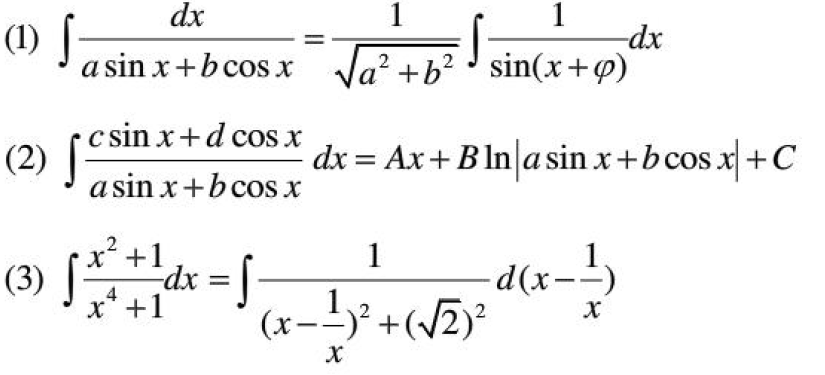 (1) ∫ dx/(a sin x + b cos x) = 1/√(a² + b²) ∫ 1/sin(x + φ) dx
(2) ∫ (c sin x + d cos x)/(a sin x + b cos x) dx = Ax + B ln|a sin x + b cos x| + C
(3) ∫ (x² + 1)/(x⁴ + 1) dx = ∫ 1/((x − 1/x)² + (√2)²) d(x − 1/x)